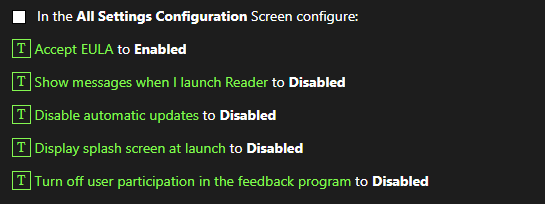 In the All Settings Configuration Screen configure:
T Accept EULA to Enabled
T Show messages when I launch Reader to Disabled
T Disable automatic updates to Disabled
T Display splash screen at launch to Disabled
T Turn off user participation in the feedback program to Disabled